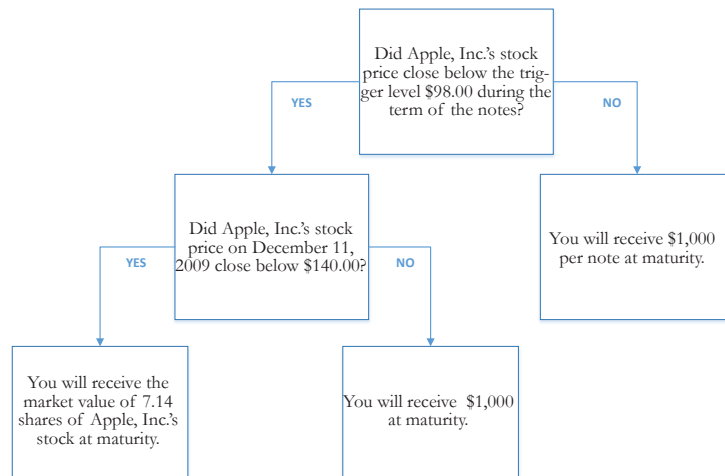 Did Apple, Inc.'s stock
price close below the trig-
ger level $98.00 during the
term of the notes?
YES
NO
Did Apple, Inc.'s stock
price on December 11,
2009 close below $140.00?
You will receive $1,000
per note at maturity.
YES
NO
You will receive the
market value of 7.14
shares of Apple, Inc.'s
stock at maturity.
You will receive $1,000
at maturity.